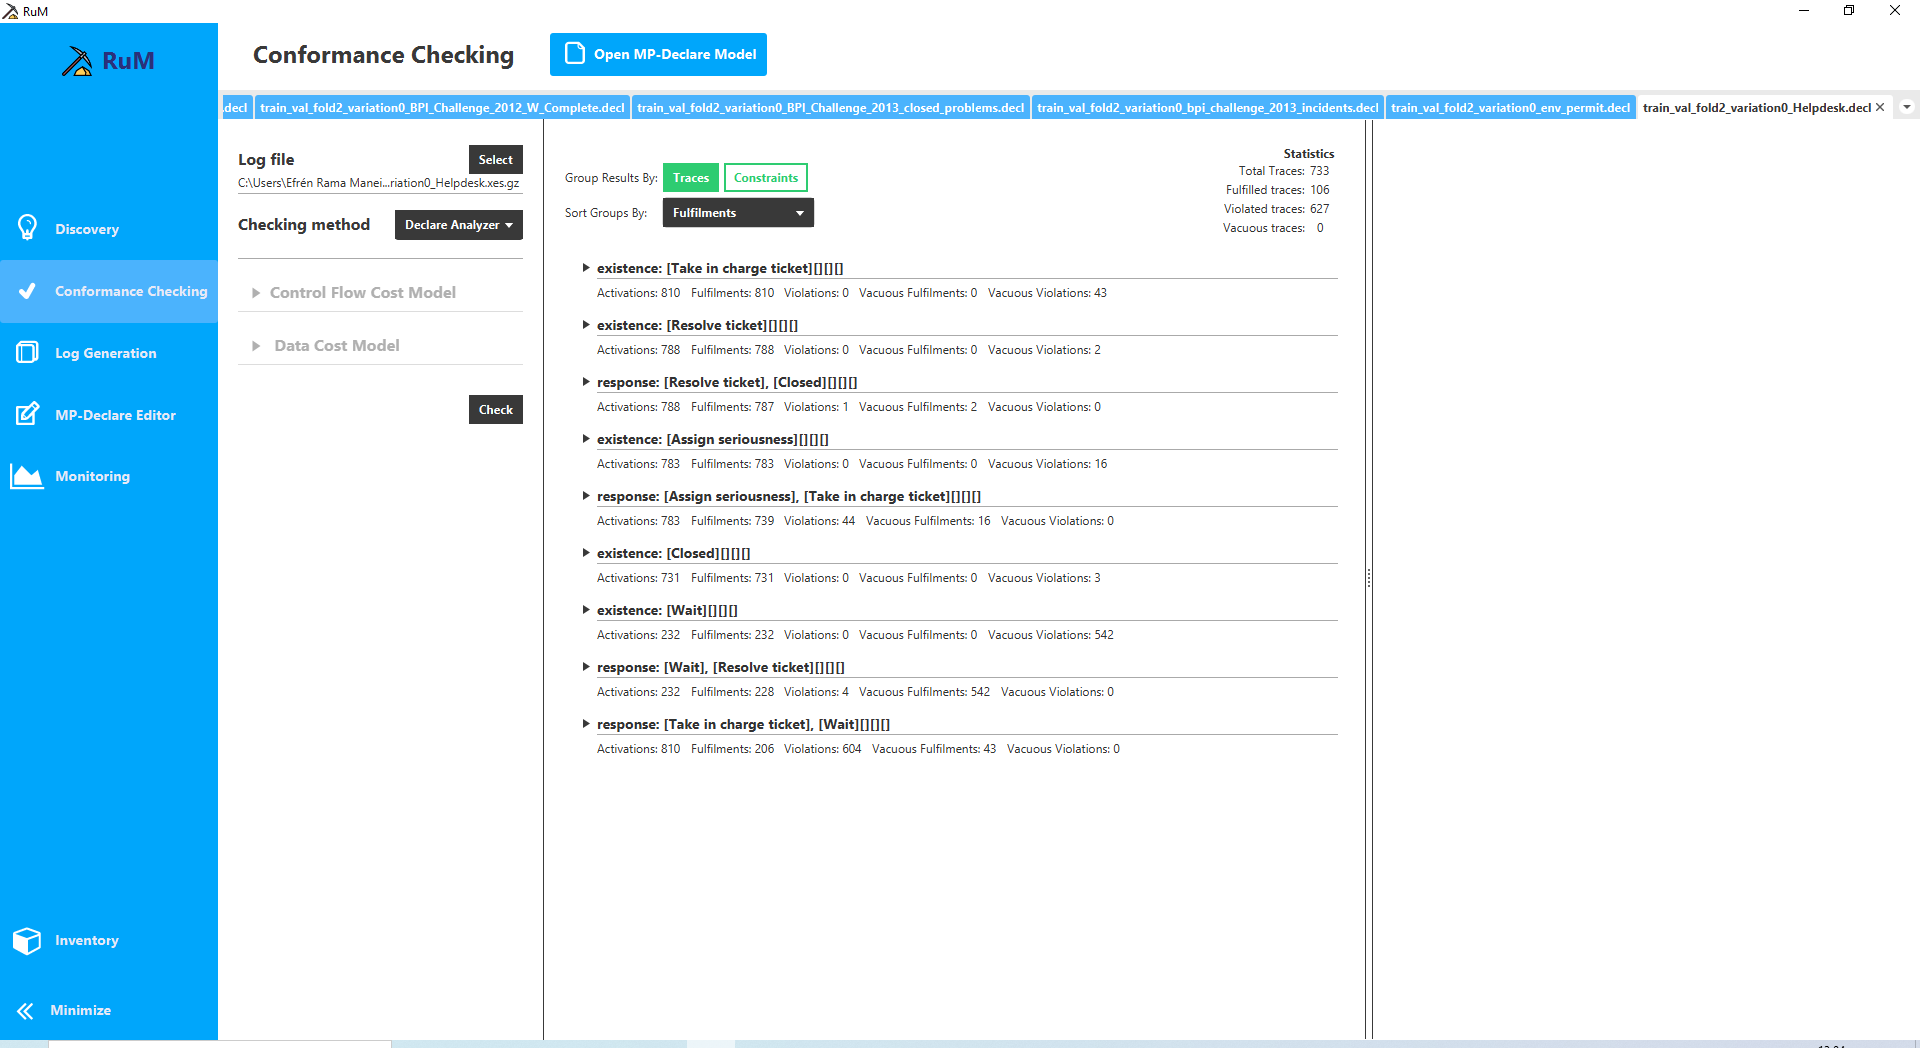 RuM
RuM
Conformance Checking
Open MP-Declare Model
.decl
train_val_fold2_variation0_BPI_Challenge_2012_W_Complete.decl
train_val_fold2_variation0_BPI_Challenge_2013_closed_problems.decl
train_val_fold2_variation0_bpi_challenge_2013_incidents.decl
train_val_fold2_variation0_env_permit.decl
train_val_fold2_variation0_Helpdesk.decl
Discovery
Conformance Checking
Log Generation
MP-Declare Editor
Monitoring
Inventory
Minimize
Log file
Select
C:\Users\Efrén Rama Manei...riation0_Helpdesk.xes.gz
Checking method
Declare Analyzer
Control Flow Cost Model
Data Cost Model
Check
Group Results By: Traces Constraints
Sort Groups By: Fulfilments
Statistics
Total Traces: 733
Fulfilled traces: 106
Violated traces: 627
Vacuous traces: 0
existence: [Take in charge ticket][][][]
Activations: 810 Fulfilments: 810 Violations: 0 Vacuous Fulfilments: 0 Vacuous Violations: 43
existence: [Resolve ticket][][][]
Activations: 788 Fulfilments: 788 Violations: 0 Vacuous Fulfilments: 0 Vacuous Violations: 2
response: [Resolve ticket], [Closed][][][]
Activations: 788 Fulfilments: 787 Violations: 1 Vacuous Fulfilments: 2 Vacuous Violations: 0
existence: [Assign seriousness][][][]
Activations: 783 Fulfilments: 783 Violations: 0 Vacuous Fulfilments: 0 Vacuous Violations: 16
response: [Assign seriousness], [Take in charge ticket][][][]
Activations: 783 Fulfilments: 739 Violations: 44 Vacuous Fulfilments: 16 Vacuous Violations: 0
existence: [Closed][][][]
Activations: 731 Fulfilments: 731 Violations: 0 Vacuous Fulfilments: 0 Vacuous Violations: 3
existence: [Wait][][][]
Activations: 232 Fulfilments: 232 Violations: 0 Vacuous Fulfilments: 0 Vacuous Violations: 542
response: [Wait], [Resolve ticket][][][]
Activations: 232 Fulfilments: 228 Violations: 4 Vacuous Fulfilments: 542 Vacuous Violations: 0
response: [Take in charge ticket], [Wait][][][]
Activations: 810 Fulfilments: 206 Violations: 604 Vacuous Fulfilments: 43 Vacuous Violations: 0